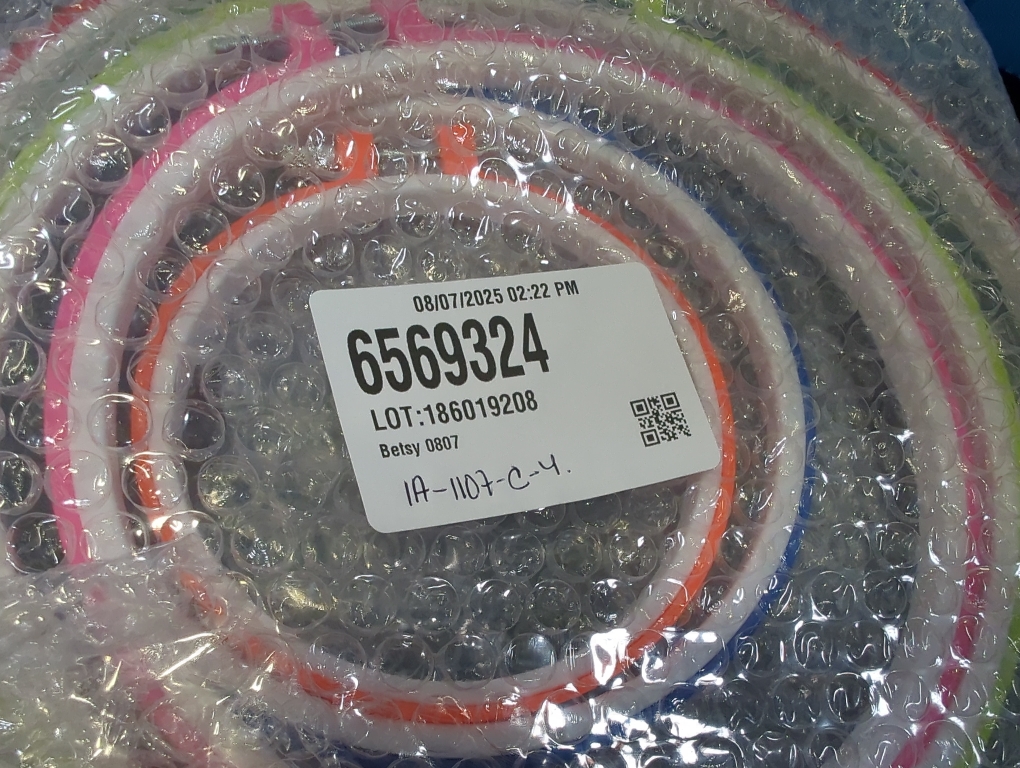 08/07/2025 02:22 PM
6569324
LOT:186019208
Betsy 0807
1A-1107-C-4.